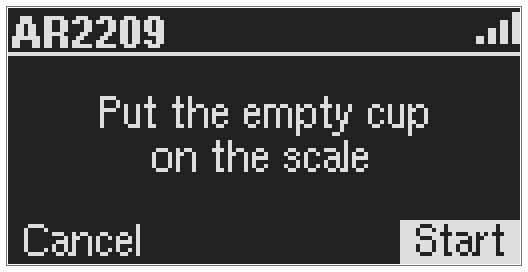 AR2209
Put the empty cup
on the scale
Cancel
Start